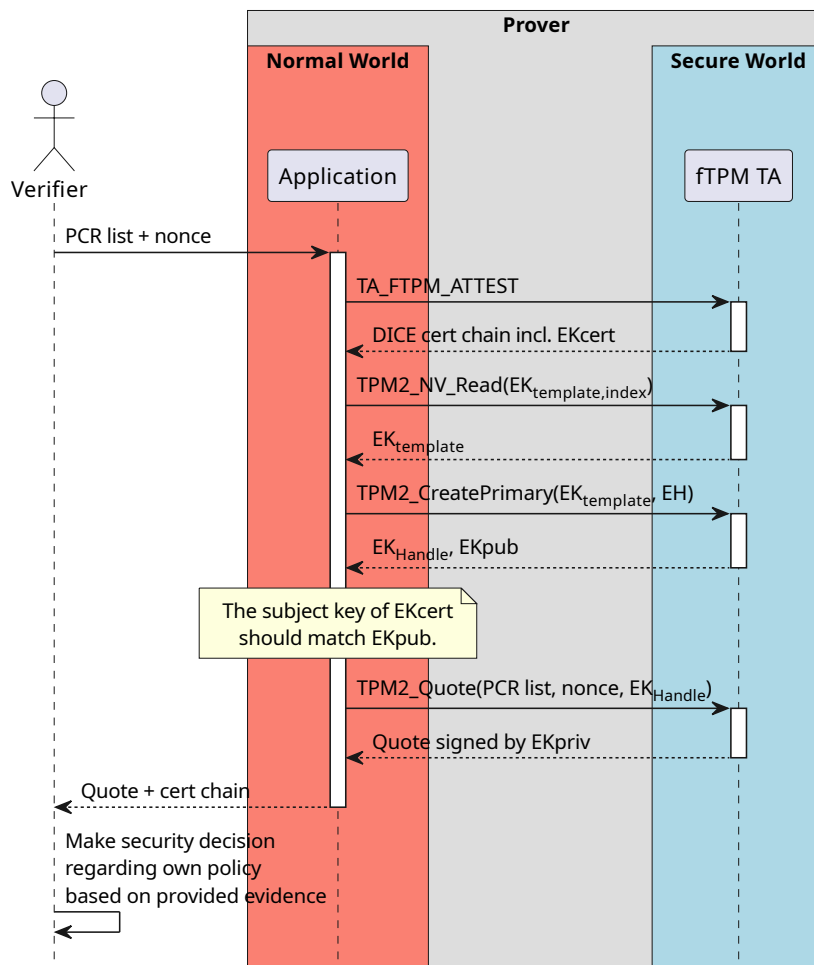 Prover
Normal World
Secure World
Verifier
Application
fTPM TA
PCR list + nonce
TA_FTPM_ATTEST
DICE cert chain incl. EKcert
TPM2_NV_Read(EKtemplate,index)
EKtemplate
TPM2_CreatePrimary(EKtemplate, EH)
EKHandle, EKpub
The subject key of EKcert
should match EKpub.
TPM2_Quote(PCR list, nonce, EKHandle)
Quote signed by EKpriv
Quote + cert chain
Make security decision
regarding own policy
based on provided evidence